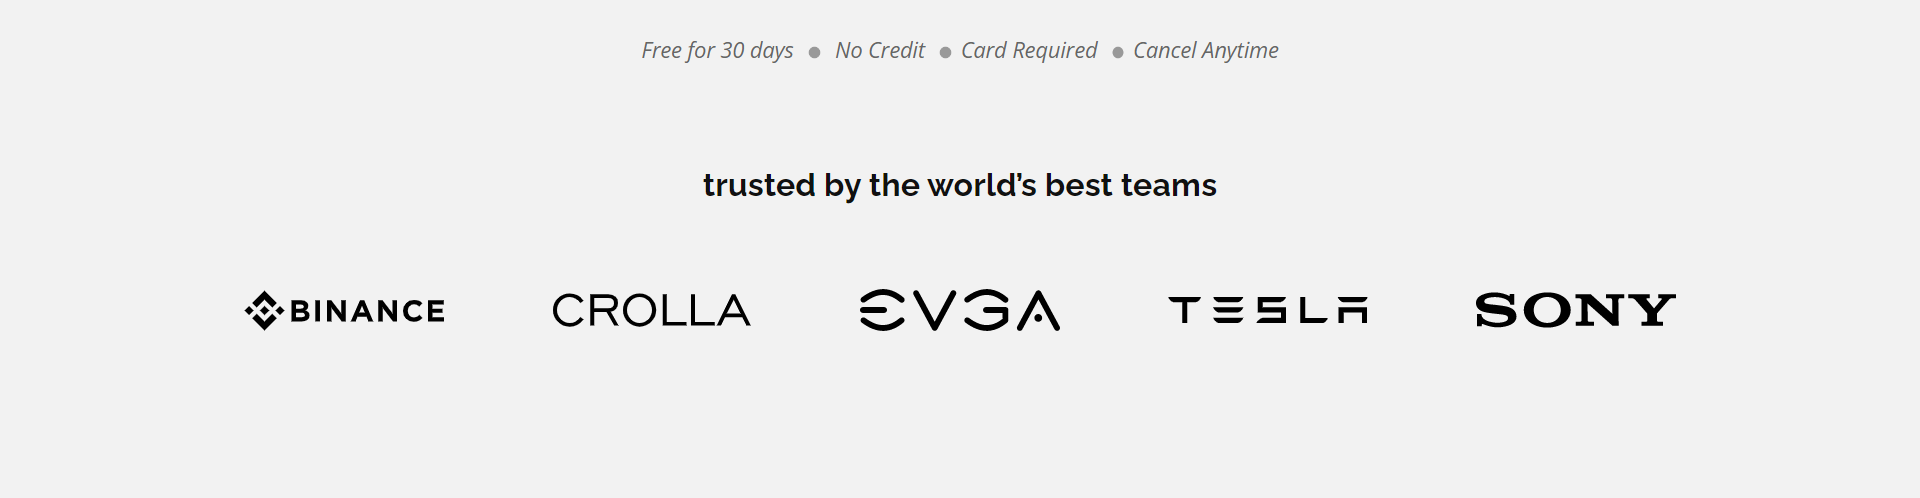 Free for 30 days ● No Credit ● Card Required ● Cancel Anytime
trusted by the world’s best teams
BINANCE CROLLA EVGA TESLA SONY